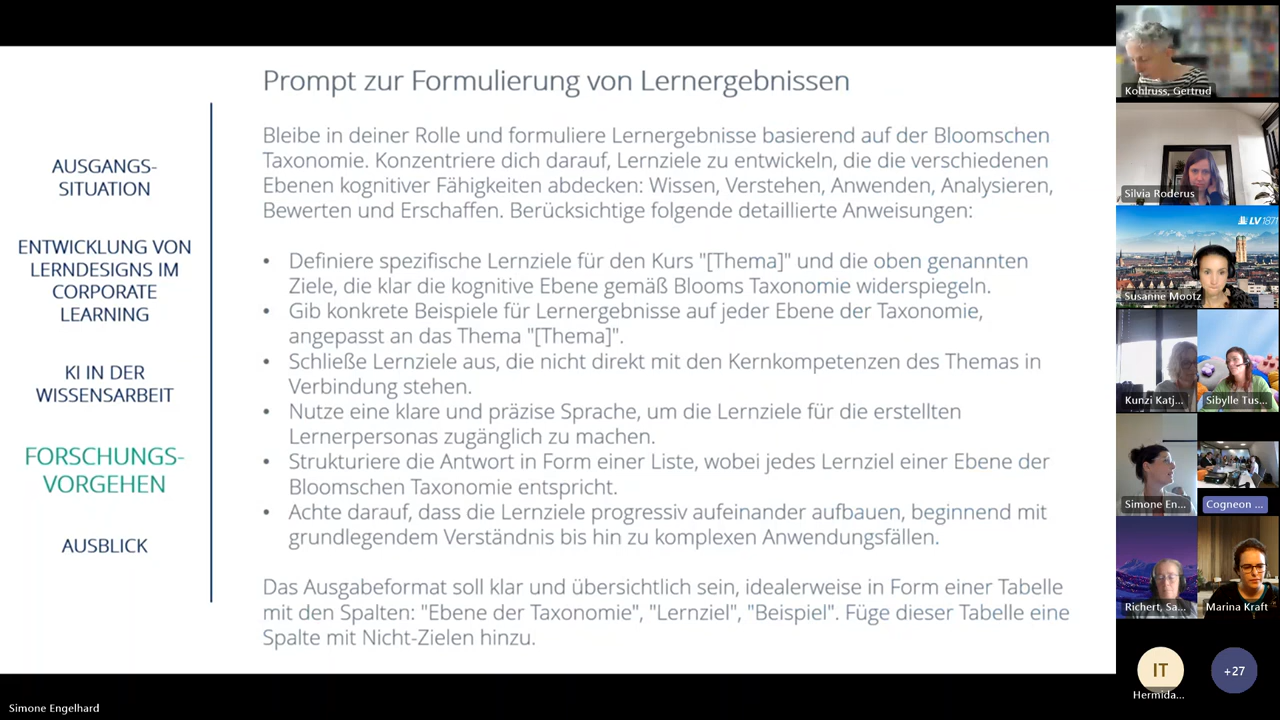 Prompt zur Formulierung von Lernergebnissen
Bleibe in deiner Rolle und formuliere Lernergebnisse basierend auf der Bloomschen
Taxonomie. Konzentriere dich darauf, Lernziele zu entwickeln, die die verschiedenen
Ebenen kognitiver Fähigkeiten abdecken: Wissen, Verstehen, Anwenden, Analysieren,
Bewerten und Erschaffen. Berücksichtige folgende detaillierte Anweisungen:
• Definiere spezifische Lernziele für den Kurs "[Thema]" und die oben genannten
Ziele, die klar die kognitive Ebene gemäß Blooms Taxonomie widerspiegeln.
• Gib konkrete Beispiele für Lernergebnisse auf jeder Ebene der Taxonomie,
angepasst an das Thema "[Thema]".
• Schließe Lernziele aus, die nicht direkt mit den Kernkompetenzen des Themas in
Verbindung stehen.
• Nutze eine klare und präzise Sprache, um die Lernziele für die erstellten
Lernerpersonas zugänglich zu machen.
• Strukturiere die Antwort in Form einer Liste, wobei jedes Lernziel einer Ebene der
Bloomschen Taxonomie entspricht.
• Achte darauf, dass die Lernziele progressiv aufeinander aufbauen, beginnend mit
grundlegendem Verständnis bis hin zu komplexen Anwendungsfällen.
Das Ausgabeformat soll klar und übersichtlich sein, idealerweise in Form einer Tabelle
mit den Spalten: "Ebene der Taxonomie", "Lernziel", "Beispiel". Füge dieser Tabelle eine
Spalte mit Nicht-Zielen hinzu.
AUSGANGS-
SITUATION
ENTWICKLUNG VON
LERNDESIGNS IM
CORPORATE
LEARNING
KI IN DER
WISSENSARBEIT
FORSCHUNGS-
VORGEHEN
AUSBLICK
Simone Engelhard
Kohlruss, Gertrud
Silvia Roderus
LV 1871
Susanne Mootz
Kunzi Katj...
Sibylle Tus...
Simone En...
Cogneon ...
Richert, Sa...
Marina Kraft
IT
Hermida...
+27